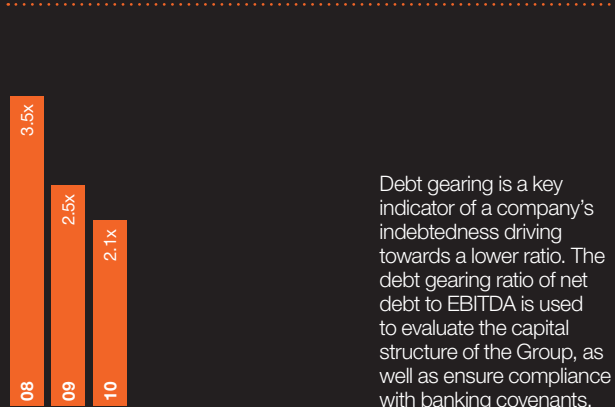 3.5x
2.5x
2.1x
08
09
10
Debt gearing is a key
indicator of a company's
indebtedness driving
towards a lower ratio. The
debt gearing ratio of net
debt to EBITDA is used
to evaluate the capital
structure of the Group, as
well as ensure compliance
with banking covenants.